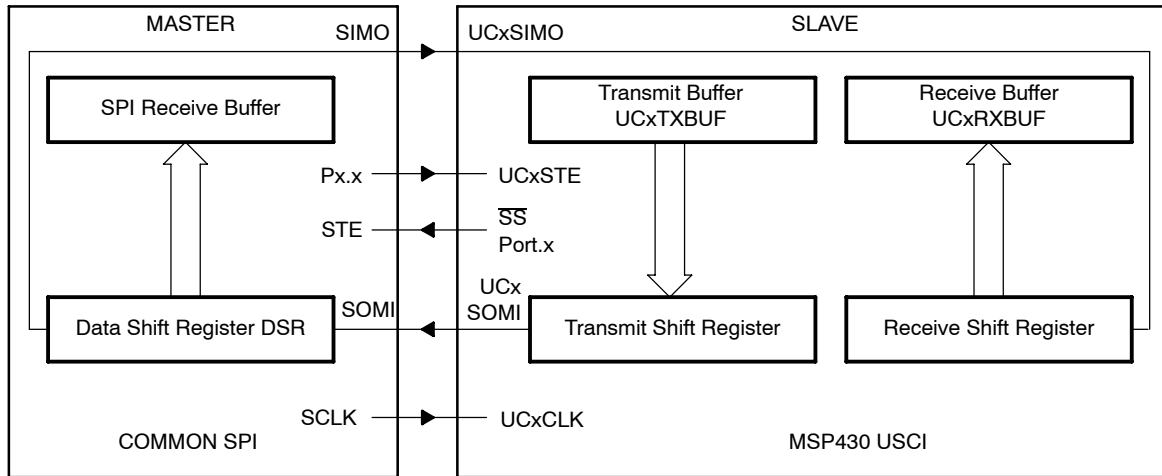 MASTER
SIMO
UCxSIMO
SLAVE
SPI Receive Buffer
Transmit Buffer
UCxTXBUF
Receive Buffer
UCxRXBUF
Px.x
UCxSTE
STE
SS
Port.x
SOMI
UCx
SOMI
Data Shift Register DSR
Transmit Shift Register
Receive Shift Register
SCLK
UCxCLK
COMMON SPI
MSP430 USCI